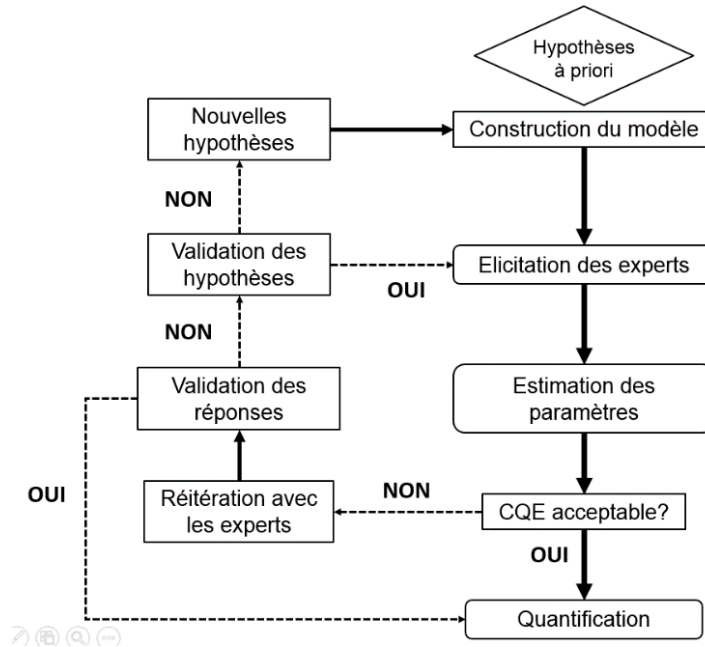 Hypothèses
à priori
Nouvelles
hypothèses
Construction du modèle
NON
Validation des
hypothèses
OUI
Elicitation des experts
NON
Validation des
réponses
Estimation des
paramètres
OUI
Réitération avec
les experts
NON
CQE acceptable?
OUI
Quantification